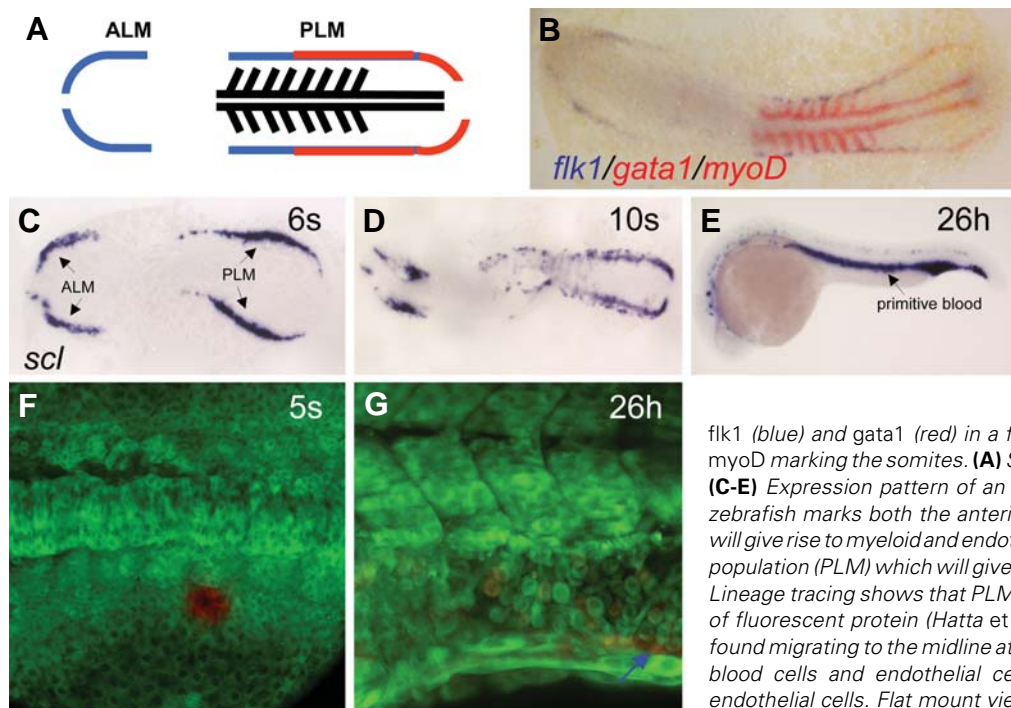 A
ALM
PLM
B
flk1/gata1/myoD
C
6s
ALM
PLM
scl
D
10s
E
26h
primitive blood
F
5s
G
26h
flk1 (blue) and gata1 (red) in a f
myoD marking the somites. (A) S
(C-E) Expression pattern of an
zebrafish marks both the anteri
will give rise to myeloid and endot
population (PLM) which will give
Lineage tracing shows that PLM
of fluorescent protein (Hatta et
found migrating to the midline at
blood cells and endothelial ce
endothelial cells. Flat mount vie